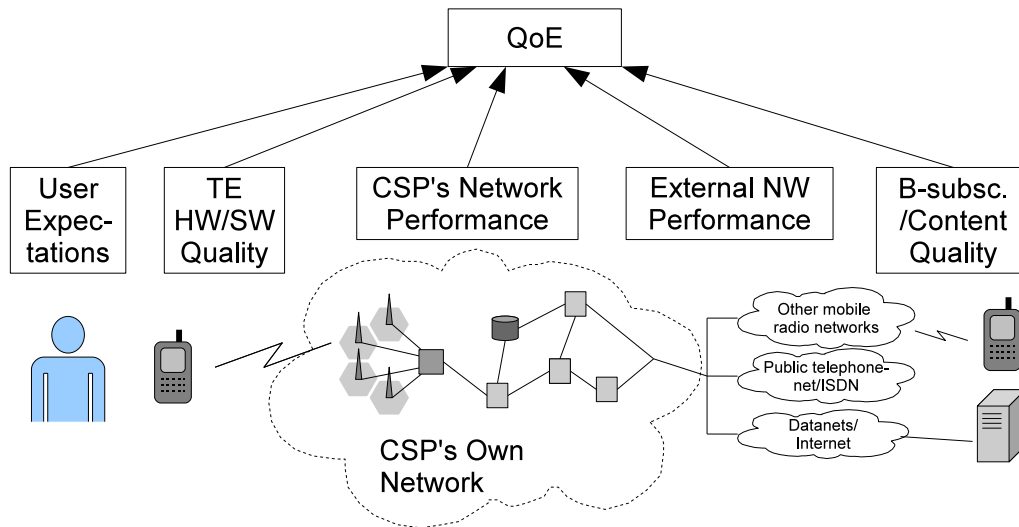 QoE
User
Expec-
tations
TE
HW/SW
Quality
CSP's Network
Performance
External NW
Performance
B-subsc.
/Content
Quality
Other mobile
radio networks
Public telephone-
net/ISDN
Datanets/
Internet
CSP's Own
Network